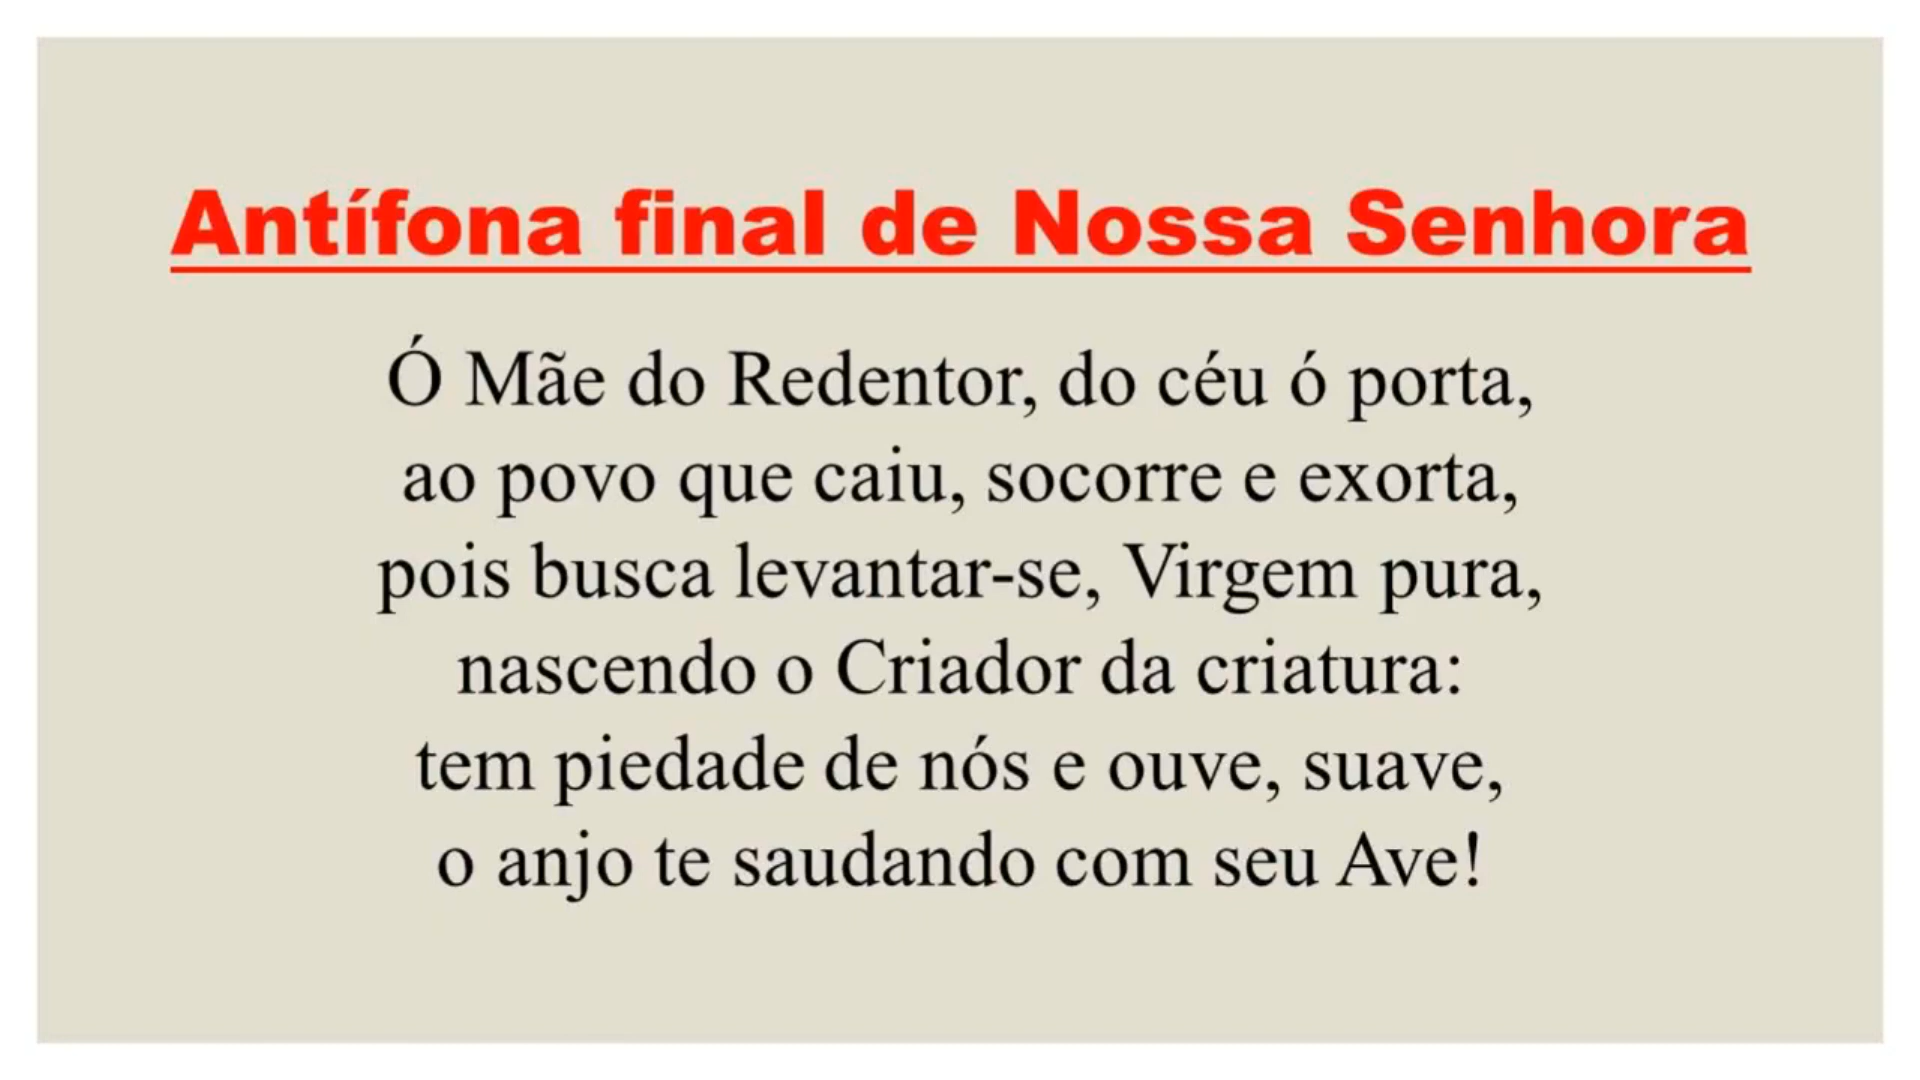 Antífona final de Nossa Senhora
Ó Mãe do Redentor, do céu ó porta,
ao povo que caiu, socorre e exorta,
pois busca levantar-se, Virgem pura,
nascendo o Criador da criatura:
tem piedade de nós e ouve, suave,
o anjo te saudando com seu Ave!